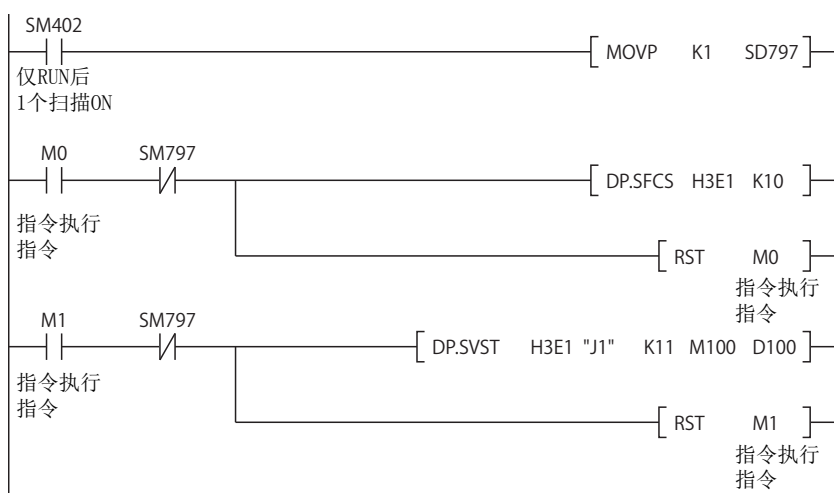 SM402
MOVP K1 SD797
仅RUN后
1个扫描ON
M0 SM797
DP.SFCS H3E1 K10
指令执行
指令
RST M0
指令执行
指令
M1 SM797
DP.SVST H3E1 "J1" K11 M100 D100
指令执行
指令
RST M1
指令执行
指令